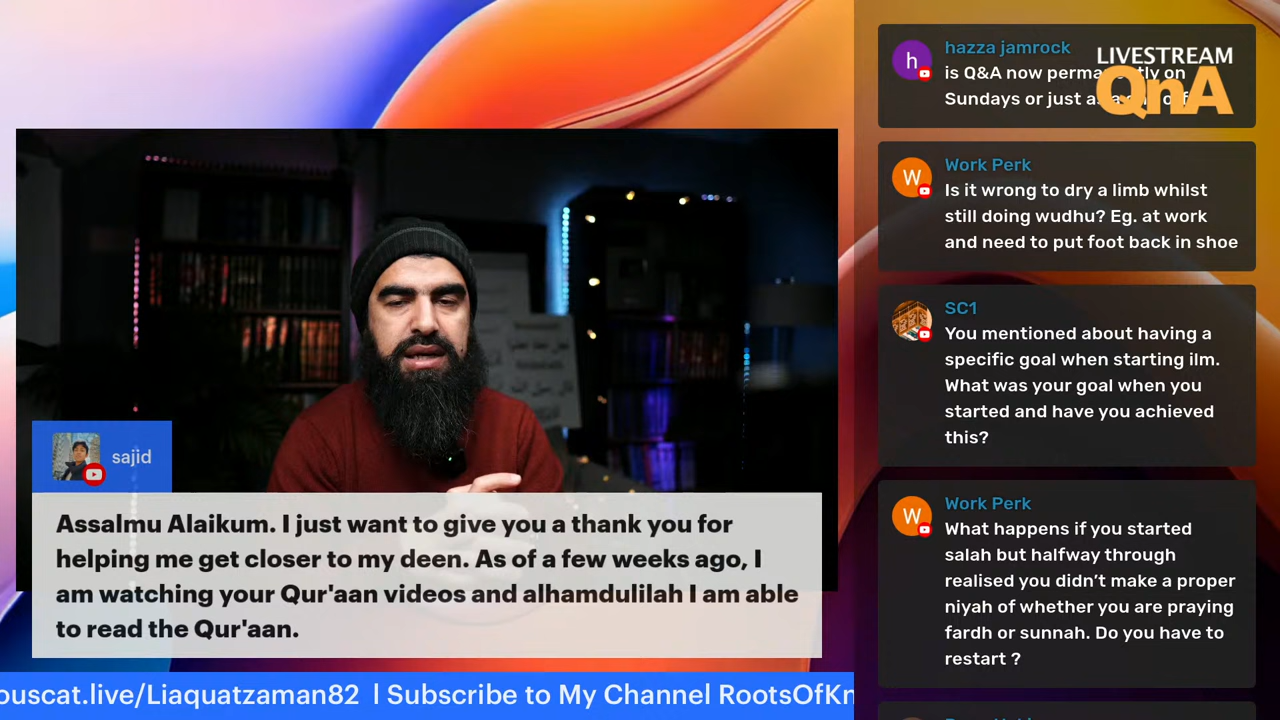 hazza jamrock
is Q&A now on
Sundays or just as
LIVESTREAM
QnA
Work Perk
Is it wrong to dry a limb whilst
still doing wudhu? Eg. at work
and need to put foot back in shoe
SC1
You mentioned about having a
specific goal when starting ilm.
What was your goal when you
started and have you achieved
this?
Work Perk
What happens if you started
salah but halfway through
realised you didn’t make a proper
niyah of whether you are praying
fardh or sunnah. Do you have to
restart ?
sajid
Assalmu Alaikum. I just want to give you a thank you for
helping me get closer to my deen. As of a few weeks ago, I
am watching your Qur'aan videos and alhamdulilah I am able
to read the Qur'aan.
ouscat.live/Liaquatzaman82 | Subscribe to My Channel RootsOfKn